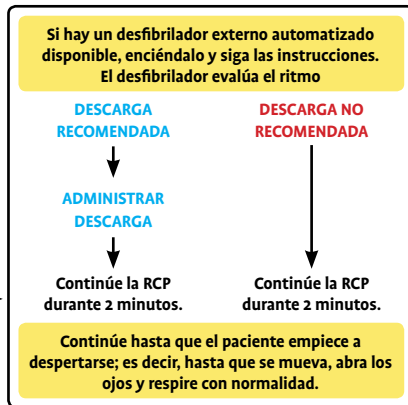 Si hay un desfibrilador externo automatizado
disponible, enciéndalo y siga las instrucciones.
El desfibrilador evalúa el ritmo
DESCARGA
RECOMENDADA
DESCARGA NO
RECOMENDADA
ADMINISTRAR
DESCARGA
Continúe la RCP
durante 2 minutos.
Continúe la RCP
durante 2 minutos.
Continúe hasta que el paciente empiece a
despertarse; es decir, hasta que se mueva, abra los
ojos y respire con normalidad.